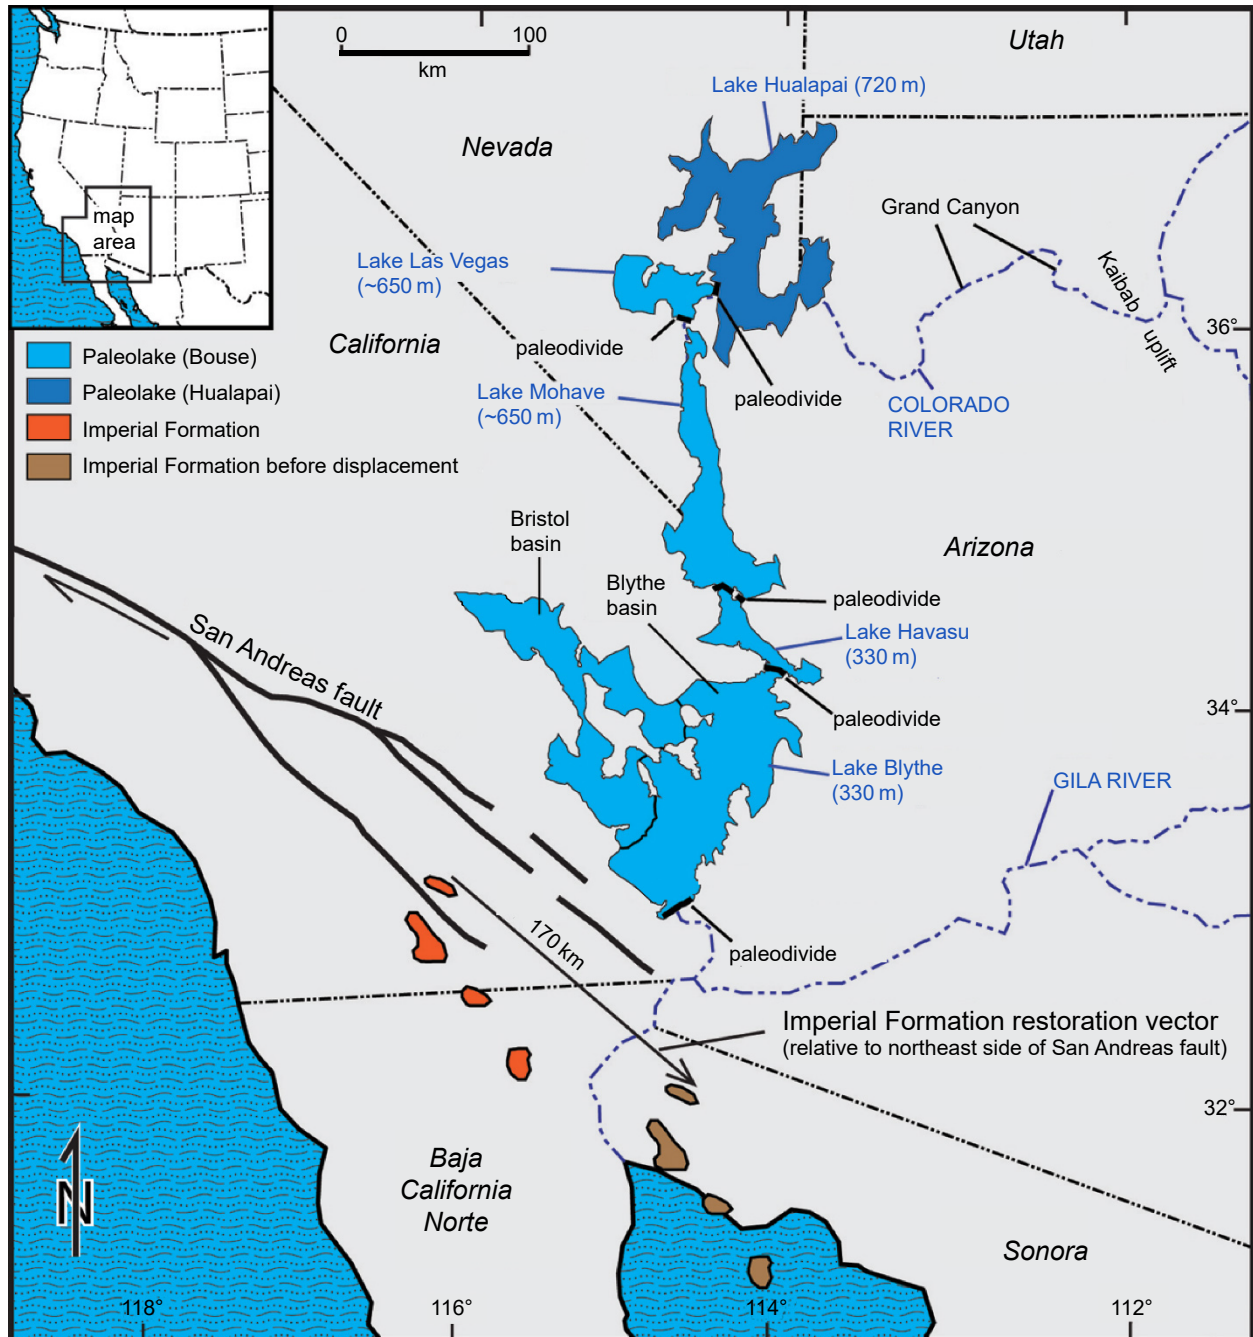 0
100
km
Utah
Lake Hualapai (720 m)
Nevada
map
area
Grand Canyon
Lake Las Vegas
(~650 m)
Kaibab
uplift
36°
California
paleodivide
Paleolake (Bouse)
Paleolake (Hualapai)
Imperial Formation
Imperial Formation before displacement
Lake Mohave
(~650 m)
paleodivide
COLORADO
RIVER
Bristol
basin
Arizona
Blythe
basin
paleodivide
San Andreas fault
Lake Havasu
(330 m)
34°
paleodivide
Lake Blythe
(330 m)
GILA RIVER
170 km
paleodivide
Imperial Formation restoration vector
(relative to northeast side of San Andreas fault)
32°
N
Baja
California
Norte
Sonora
118°
116°
114°
112°